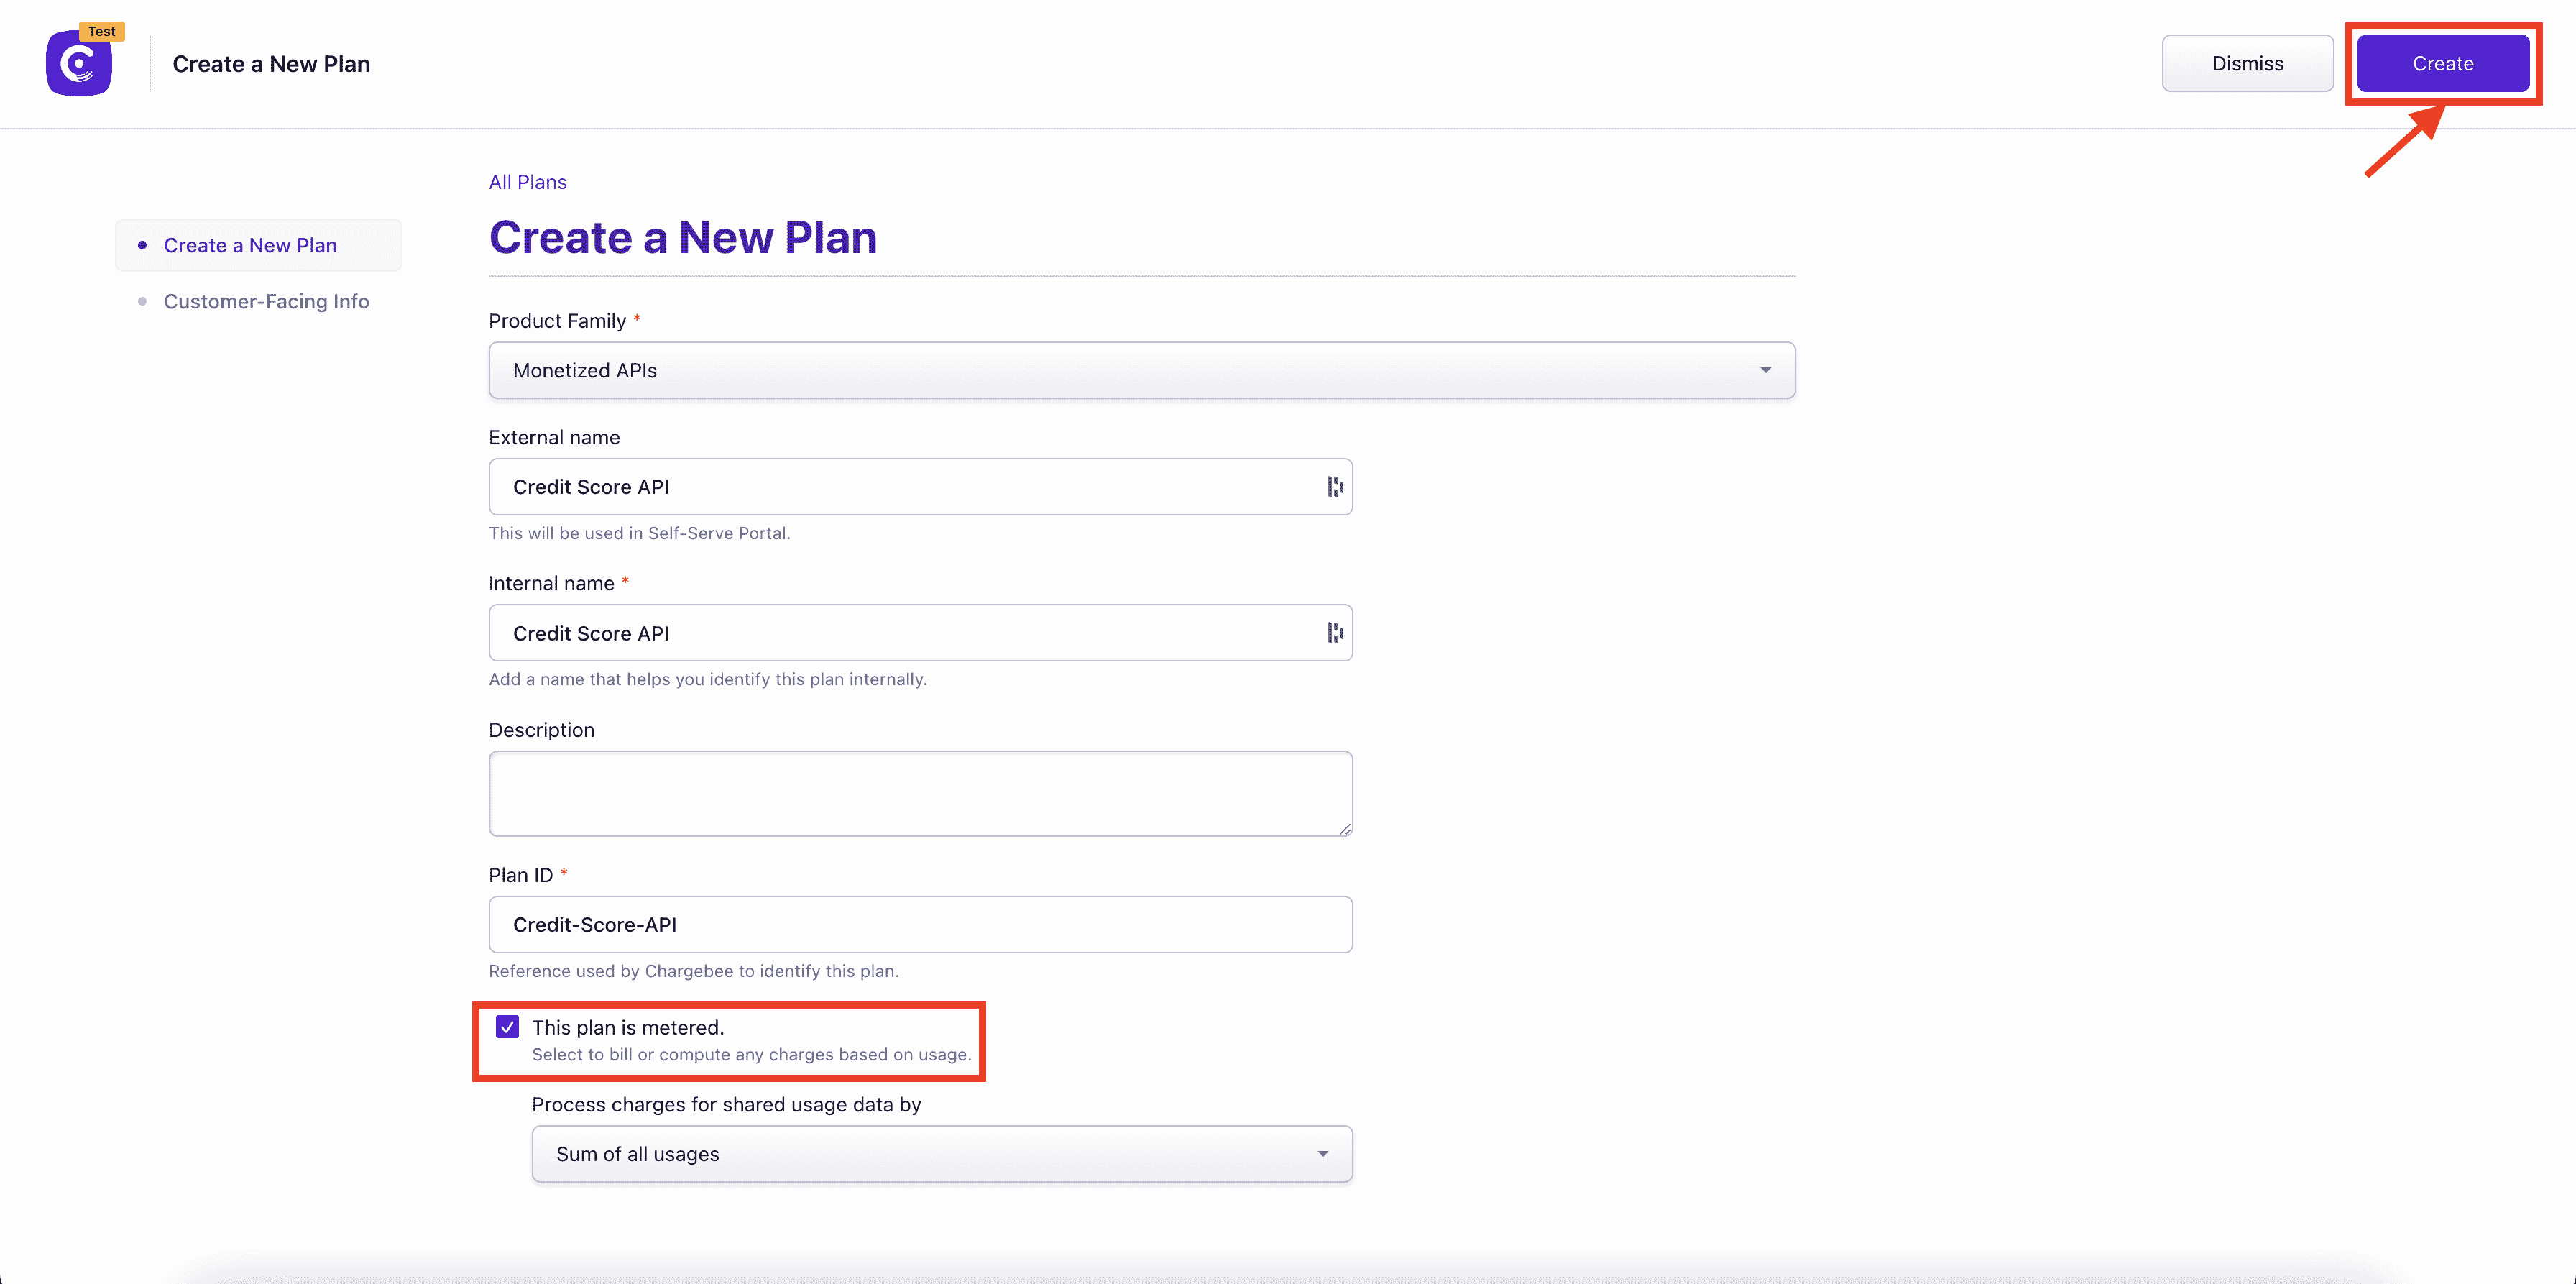 Test
Create a New Plan
Dismiss
Create
All Plans
Create a New Plan
Customer-Facing Info
Create a New Plan
Product Family *
Monetized APIs
External name
Credit Score API
This will be used in Self-Serve Portal.
Internal name *
Credit Score API
Add a name that helps you identify this plan internally.
Description
Plan ID *
Credit-Score-API
Reference used by Chargebee to identify this plan.
This plan is metered.
Select to bill or compute any charges based on usage.
Process charges for shared usage data by
Sum of all usages